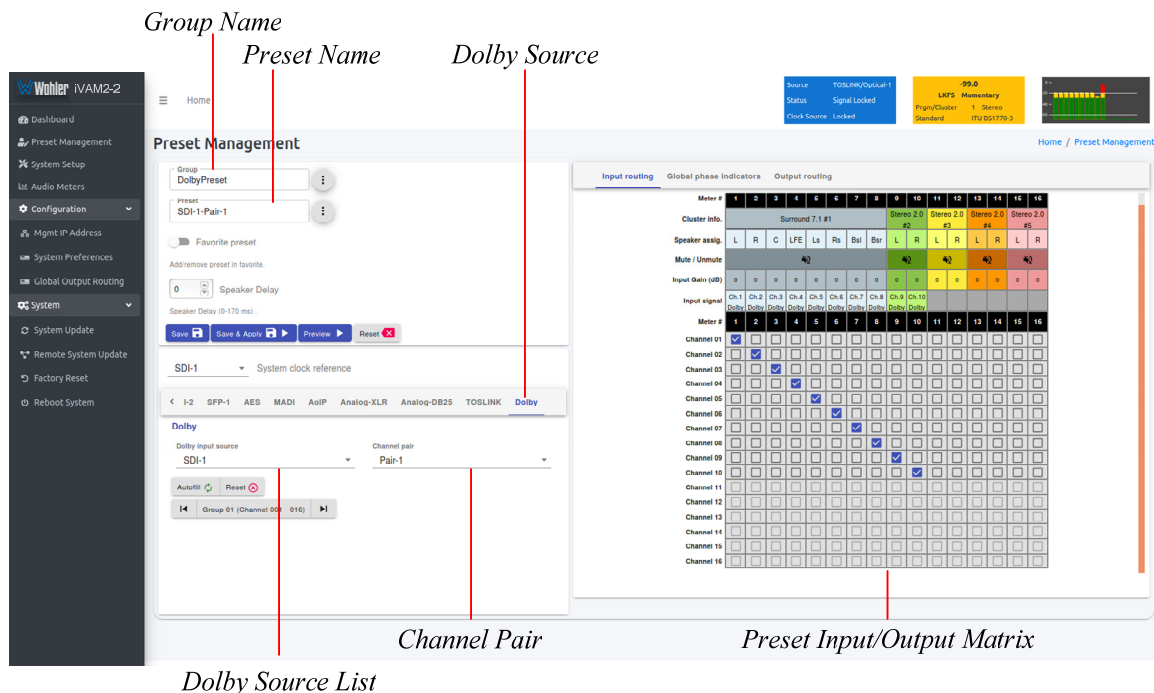 Group Name
Preset Name
Dolby Source
Wohler iVAM2-2
Dashboard
Preset Management
System Setup
Audio Meters
Configuration
Mgmt IP Address
System Preferences
Global Output Routing
System
System Update
Remote System Update
Factory Reset
Reboot System
Home
Source TOSLINK/Optical-1
Status Signal Locked
Clock Source Locked
-99.0
LKFS Momentary
Prgm/Cluster 1 Stereo
Standard ITU BS1770-3
Preset Management
Home / Preset Management
Group
DolbyPreset
Preset
SDI-1-Pair-1
Favorite preset
Add/remove preset in favorite.
0 Speaker Delay
Speaker Delay (0-170 ms).
Save Save & Apply Preview Reset
SDI-1 System clock reference
I-2 SFP-1 AES MADI AoIP Analog-XLR Analog-DB25 TOSLINK Dolby
Dolby
Dolby input source Channel pair
SDI-1 Pair-1
Autofill Reset
Group 01 (Channel 001 016)
Input routing Global phase indicators Output routing
Meter # 1 2 3 4 5 6 7 8 9 10 11 12 13 14 15 16
Cluster info. Surround 7.1 #1 Stereo 2.0 #2 Stereo 2.0 #3 Stereo 2.0 #4 Stereo 2.0 #5
Speaker assig. L R C LFE Ls Rs Bsl Bsr L R L R L R L R
Mute / Unmute
Input Gain (dB) 0 0 0 0 0 0 0 0 0 0 0 0 0 0 0 0
Input signal Ch.1 Dolby Ch.2 Dolby Ch.3 Dolby Ch.4 Dolby Ch.5 Dolby Ch.6 Dolby Ch.7 Dolby Ch.8 Dolby Ch.9 Dolby Ch.10 Dolby
Meter # 1 2 3 4 5 6 7 8 9 10 11 12 13 14 15 16
Channel 01
Channel 02
Channel 03
Channel 04
Channel 05
Channel 06
Channel 07
Channel 08
Channel 09
Channel 10
Channel 11
Channel 12
Channel 13
Channel 14
Channel 15
Channel 16
Channel Pair
Preset Input/Output Matrix
Dolby Source List